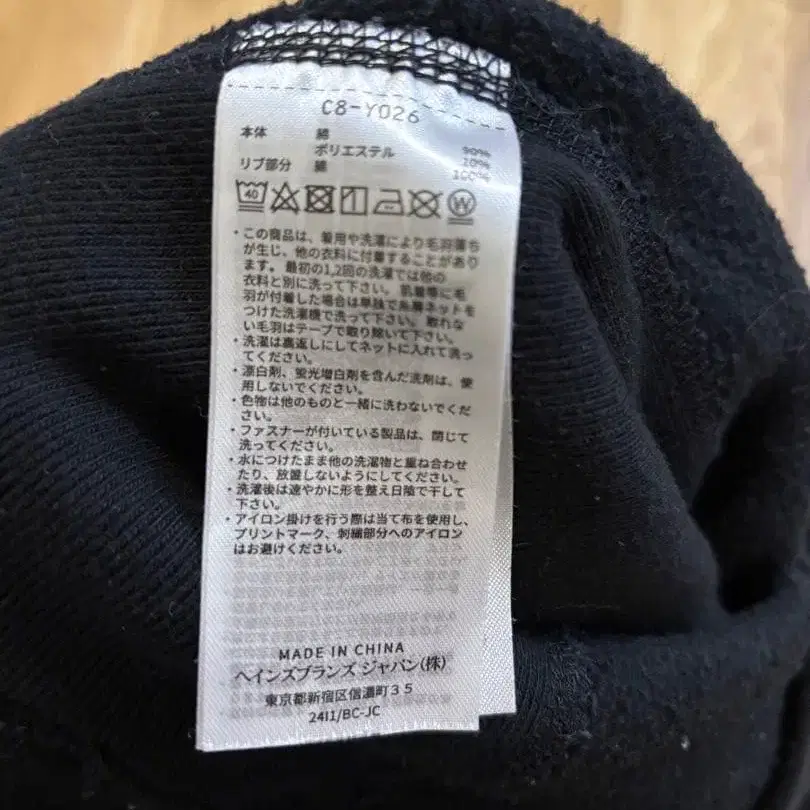 C8-Y026
本体 綿 90%
ポリエステル 10%
リブ部分 綿 100%
40 W
・この商品は、着用や洗濯により毛羽落ち
が生じ、他の衣料に付着することがあり
ます。最初の1,2回の洗濯では他の
衣料と別に洗って下さい。肌着等に毛
羽が付着した場合は単独で糸屑ネットを
つけた洗濯機で洗って下さい。取れな
い毛羽はテープで取り除いて下さい。
・洗濯は裏返しにしてネットに入れて洗っ
てください。
・漂白剤、蛍光増白剤を含んだ洗剤は、使
用しないでください。
・色物は他のものと一緒に洗わないでくだ
さい。
・ファスナーが付いている製品は、閉じて
洗ってください。
・水につけたまま他の洗濯物と重ね合わせ
たり、放置しないようにしてください。
・洗濯後は速やかに形を整え日陰で干して
下さい。
・アイロン掛けを行う際は当て布を使用し、
プリントマーク、刺繍部分へのアイロン
はお避けください。
MADE IN CHINA
ヘインズブランズ ジャパン(株)
東京都新宿区信濃町35
24I1/BC-JC